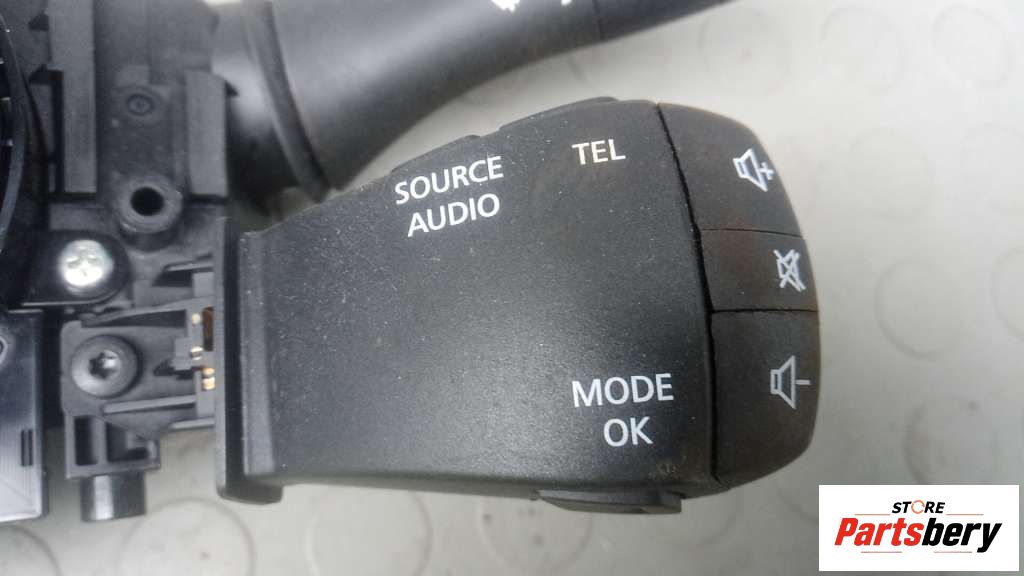 SOURCE
AUDIO
TEL
MODE
OK
STORE
Partsbery